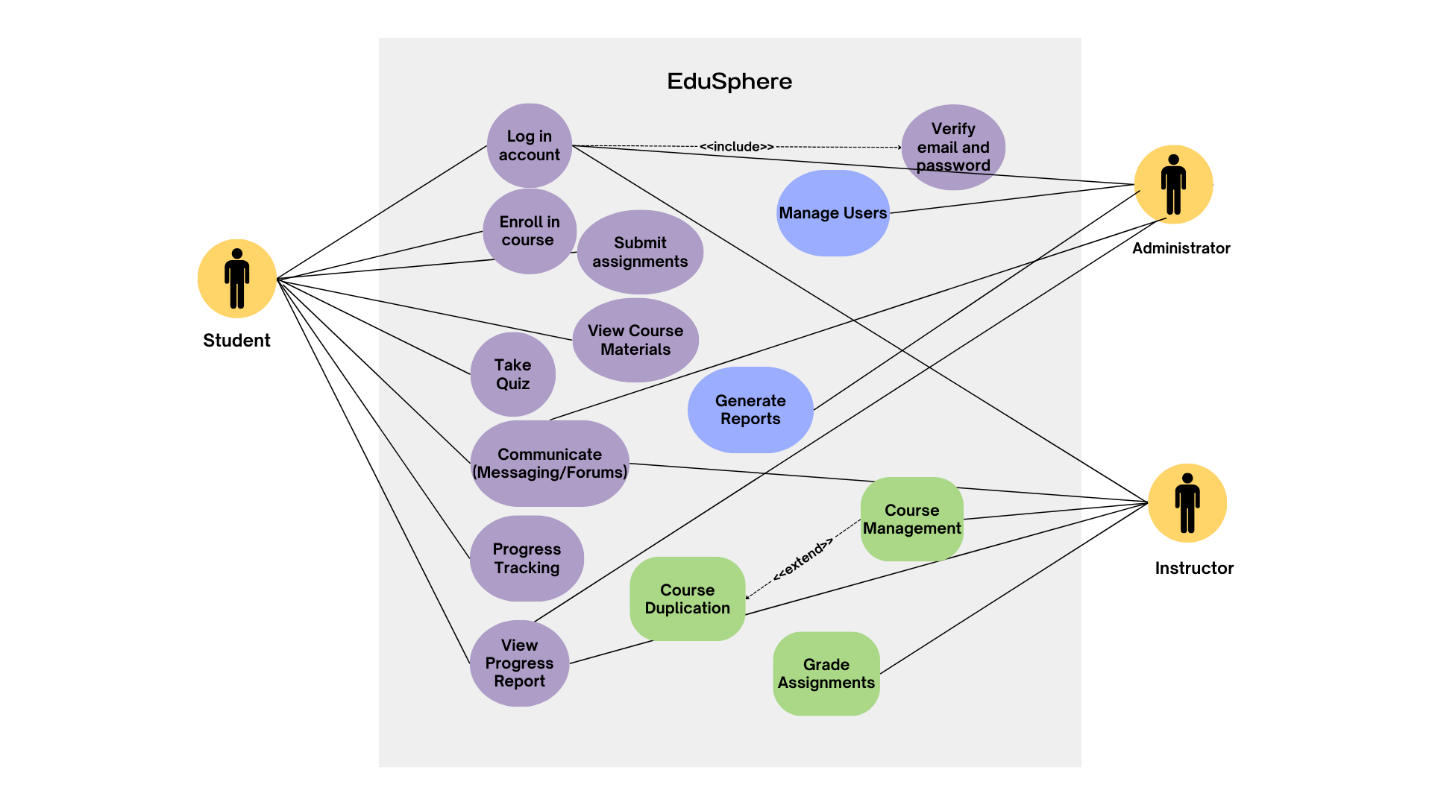 EduSphere
Log in
account
<<include>>
Verify
email and
password
Manage Users
Administrator
Enroll in
course
Submit
assignments
Student
View Course
Materials
Take
Quiz
Generate
Reports
Communicate
(Messaging/Forums)
Course
Management
<<extend>>
Instructor
Progress
Tracking
Course
Duplication
View
Progress
Report
Grade
Assignments